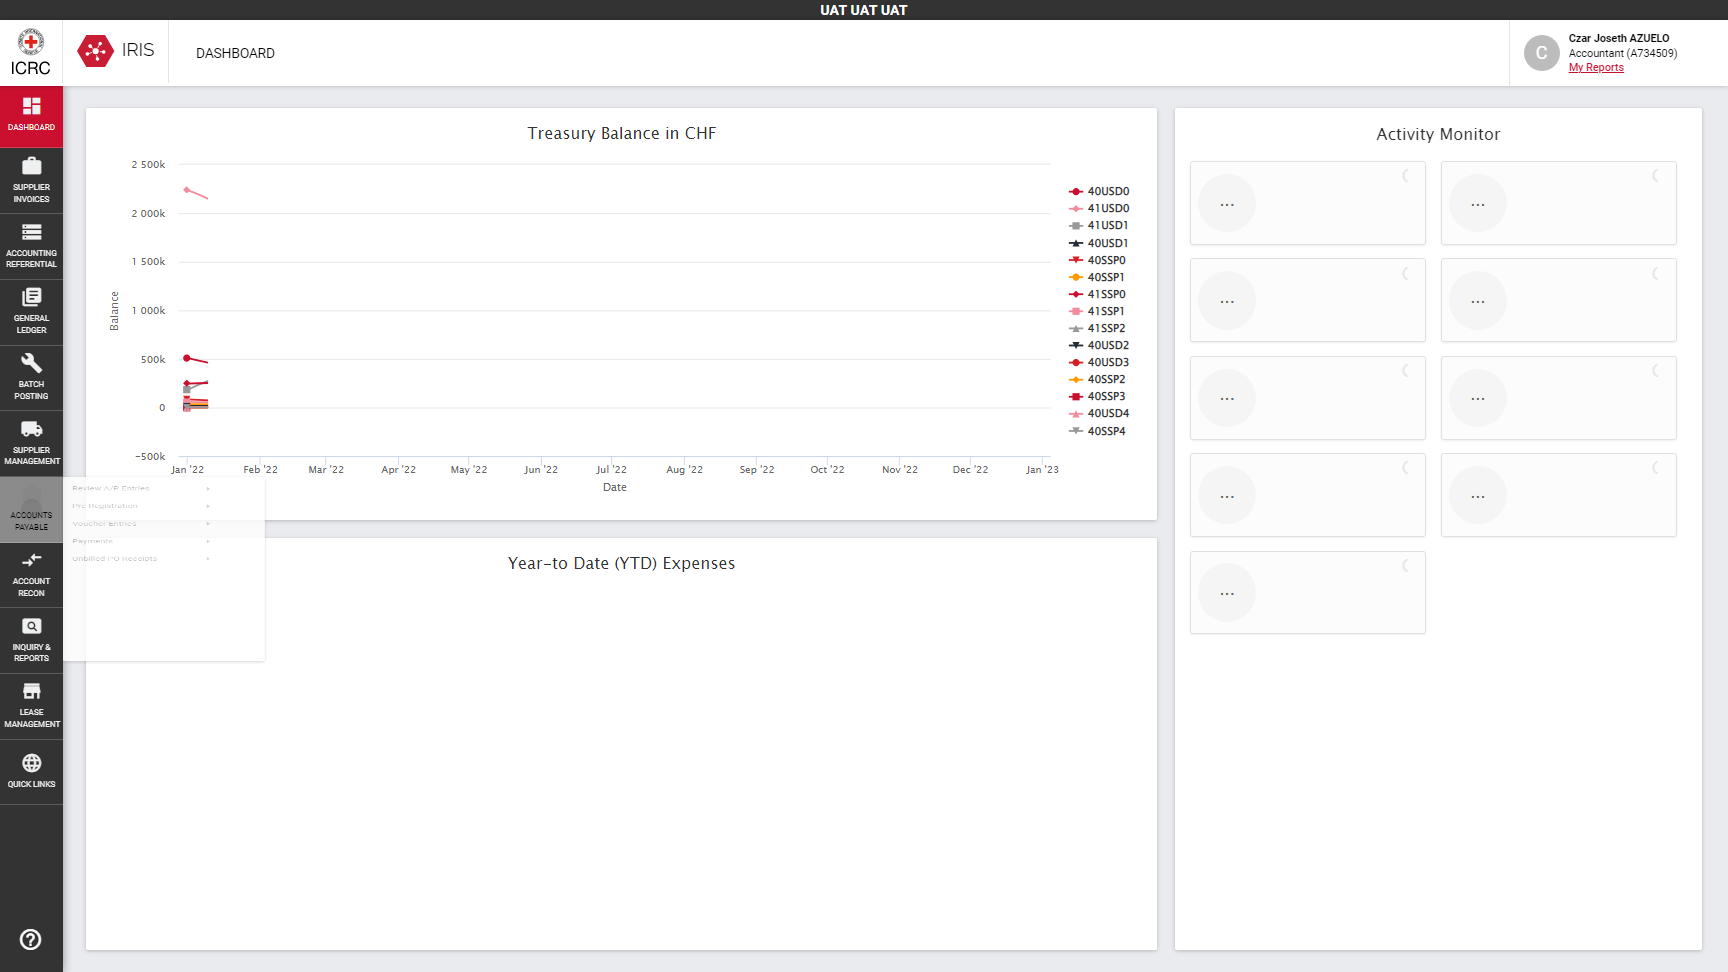 UAT UAT UAT
ICRC
IRIS
DASHBOARD
C
Czar Joseth AZUELO
Accountant (A734509)
My Reports
DASHBOARD
SUPPLIER
INVOICES
ACCOUNTING
REFERENTIAL
GENERAL
LEDGER
BATCH
POSTING
SUPPLIER
MANAGEMENT
ACCOUNTS
PAYABLE
ACCOUNT
RECON
INQUIRY &
REPORTS
LEASE
MANAGEMENT
QUICK LINKS
Review A/P Entries
Pre Registration
Voucher Entries
Payments
Unbilled PO Receipts
Treasury Balance in CHF
Balance
2 500k
2 000k
1 500k
1 000k
500k
0
-500k
Jan '22 Feb '22 Mar '22 Apr '22 May '22 Jun '22 Jul '22 Aug '22 Sep '22 Oct '22 Nov '22 Dec '22 Jan '23
Date
40USD0
41USD0
41USD1
40USD1
40SSP0
40SSP1
41SSP0
41SSP1
41SSP2
40USD2
40USD3
40SSP2
40SSP3
40USD4
40SSP4
Year-to Date (YTD) Expenses
Activity Monitor
... ...
... ...
... ...
... ...
...